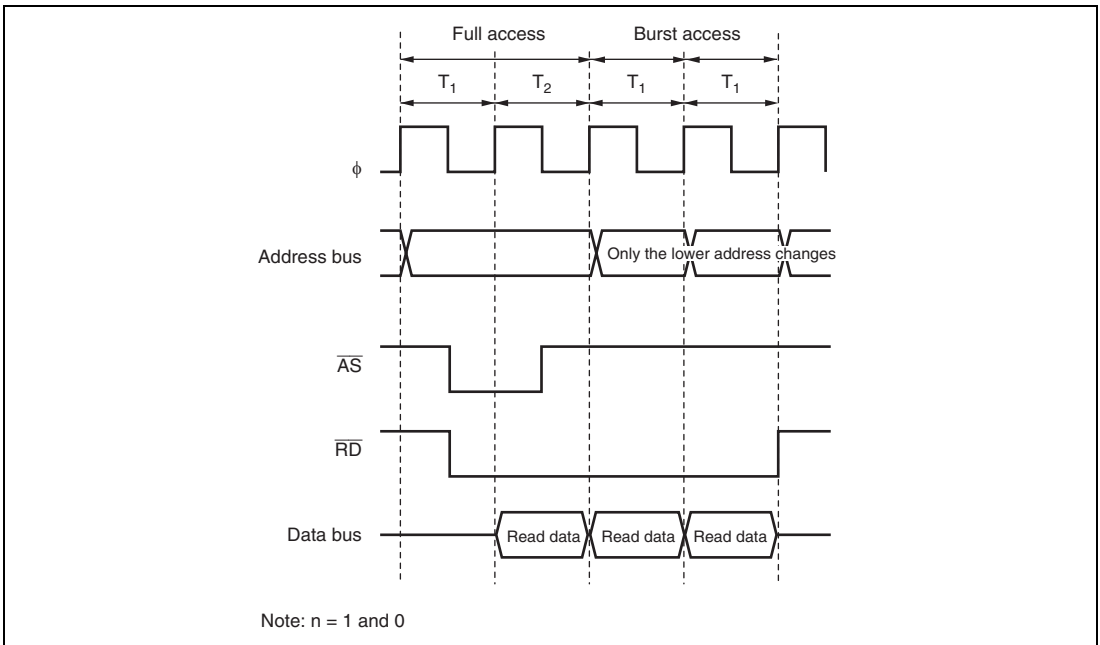 Full access Burst access
T1 T2 T1 T1
ϕ
Address bus Only the lower address changes
AS
RD
Data bus Read data Read data Read data
Note: n = 1 and 0